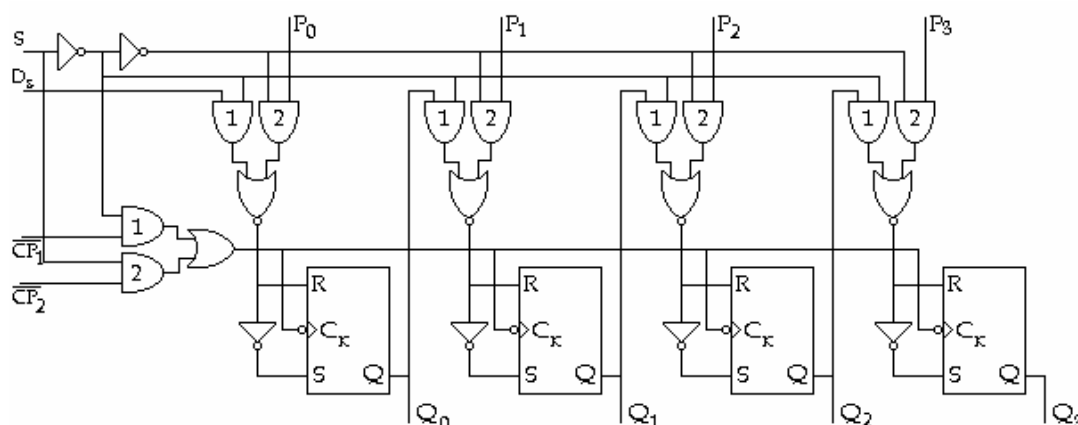 S
P0 P1 P2 P3
Ds
1 2 1 2 1 2 1 2
1
CP1
2
CP2
R R R R
CK CK CK CK
S Q S Q S Q S Q
Q0 Q1 Q2 Q3